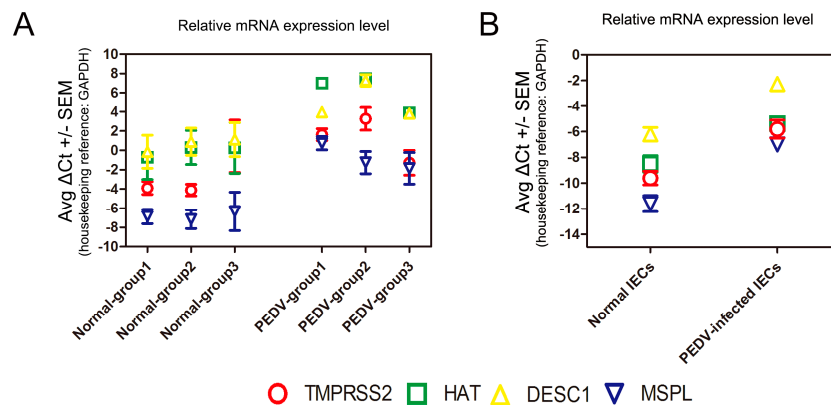 A
Relative mRNA expression level
Avg ΔCt +/- SEM
(housekeeping reference: GAPDH)
10
8
6
4
2
0
-2
-4
-6
-8
-10
Normal-group1
Normal-group2
Normal-group3
PEDV-group1
PEDV-group2
PEDV-group3
B
Relative mRNA expression level
Avg ΔCt +/- SEM
(housekeeping reference: GAPDH)
0
-2
-4
-6
-8
-10
-12
-14
Normal IECs
PEDV-infected IECs
TMPRSS2 HAT DESC1 MSPL